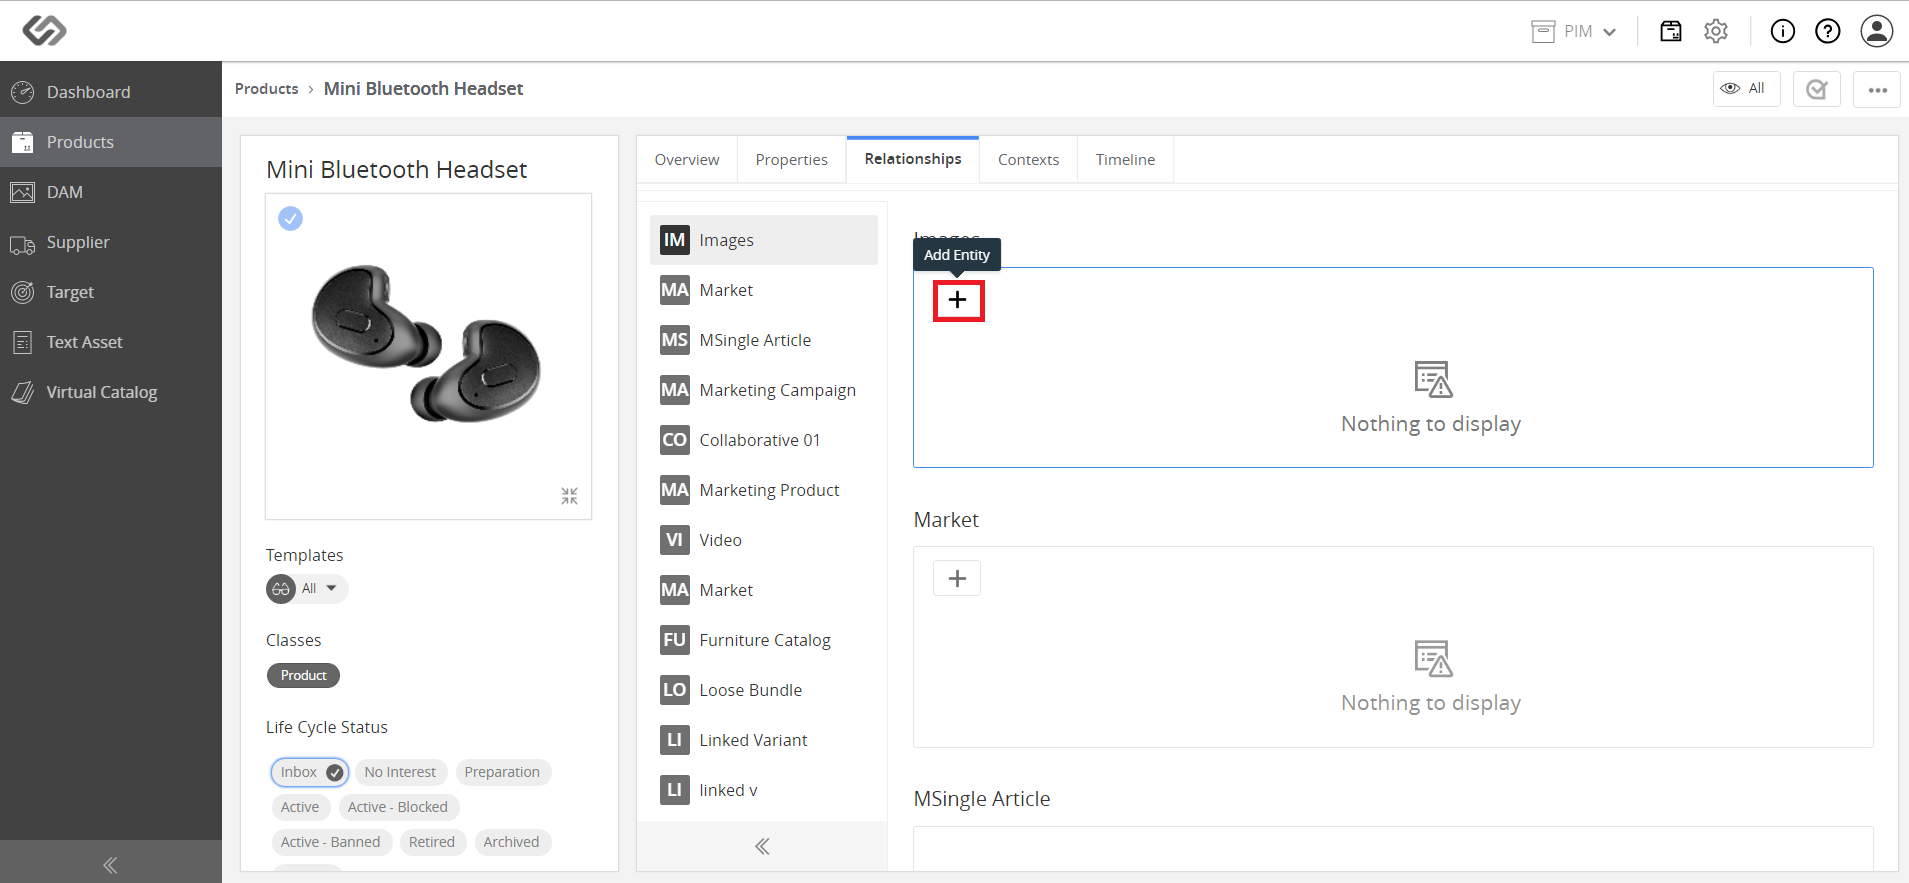 PIM
Dashboard
Products
DAM
Supplier
Target
Text Asset
Virtual Catalog
Products › Mini Bluetooth Headset
All
Mini Bluetooth Headset
Templates
All
Classes
Product
Life Cycle Status
Inbox No Interest Preparation
Active Active - Blocked
Active - Banned Retired Archived
Overview Properties Relationships Contexts Timeline
IM Images
MA Market
MS MSingle Article
MA Marketing Campaign
CO Collaborative 01
MA Marketing Product
VI Video
MA Market
FU Furniture Catalog
LO Loose Bundle
LI Linked Variant
LI linked v
Images
Add Entity
Nothing to display
Market
Nothing to display
MSingle Article